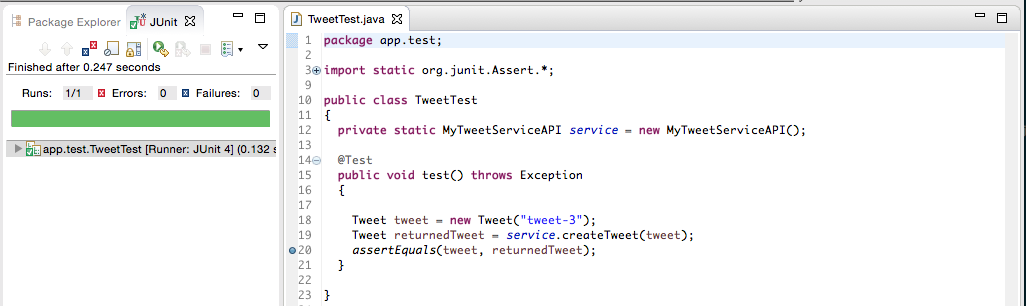 Package Explorer JUnit
Finished after 0.247 seconds
Runs: 1/1 Errors: 0 Failures: 0
app.test.TweetTest [Runner: JUnit 4] (0.132 s
TweetTest.java
1 package app.test;
2
3 import static org.junit.Assert.*;
9
10 public class TweetTest
11 {
12 private static MyTweetServiceAPI service = new MyTweetServiceAPI();
13
14 @Test
15 public void test() throws Exception
16 {
17
18 Tweet tweet = new Tweet("tweet-3");
19 Tweet returnedTweet = service.createTweet(tweet);
20 assertEquals(tweet, returnedTweet);
21 }
22
23 }